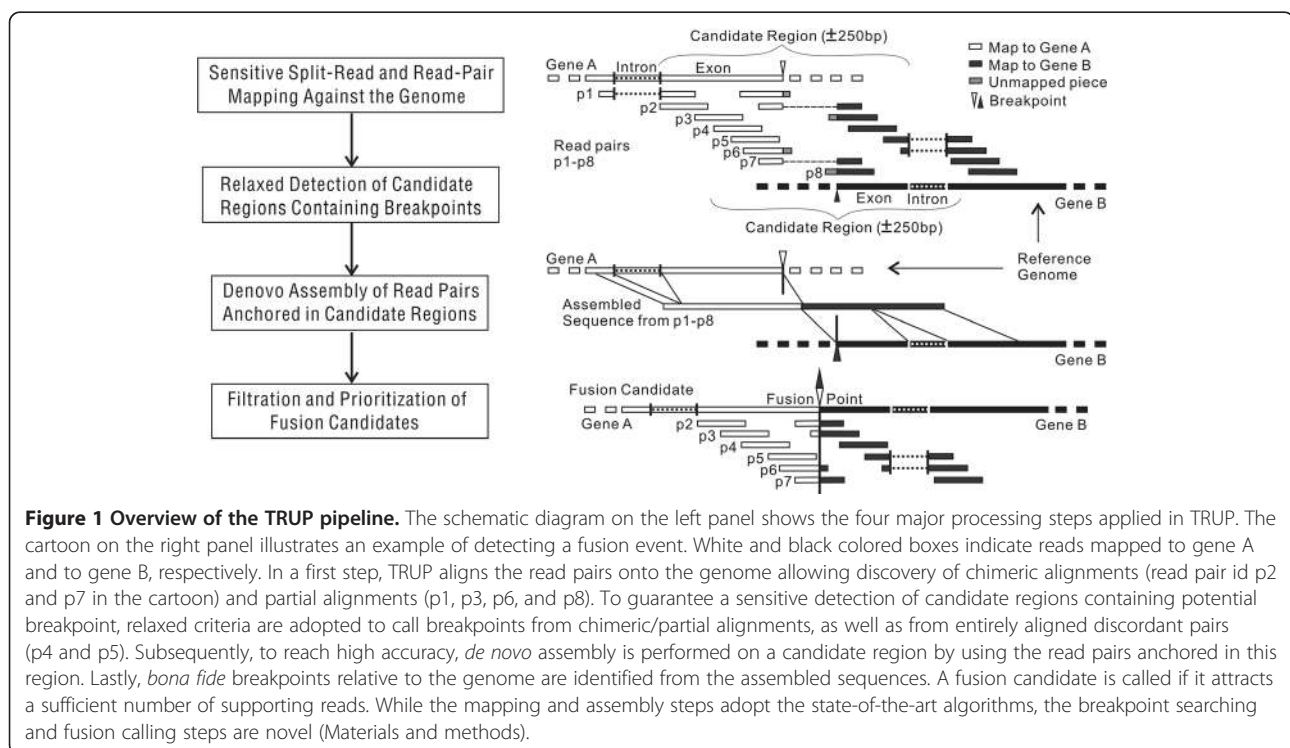 Sensitive Split-Read and Read-Pair
Mapping Against the Genome
Relaxed Detection of Candidate
Regions Containing Breakpoints
Denovo Assembly of Read Pairs
Anchored in Candidate Regions
Filtration and Prioritization of
Fusion Candidates
Candidate Region (±250bp)
Gene A
Intron
Exon
Map to Gene A
Map to Gene B
Unmapped piece
Breakpoint
p1
p2
p3
p4
p5
p6
p7
p8
Read pairs
p1-p8
Exon
Intron
Gene B
Candidate Region (±250bp)
Reference
Genome
Gene A
Assembled
Sequence from p1-p8
Gene B
Fusion Candidate
Fusion Point
Gene A
Gene B
p2
p3
p4
p5
p6
p7
Figure 1 Overview of the TRUP pipeline. The schematic diagram on the left panel shows the four major processing steps applied in TRUP. The
cartoon on the right panel illustrates an example of detecting a fusion event. White and black colored boxes indicate reads mapped to gene A
and to gene B, respectively. In a first step, TRUP aligns the read pairs onto the genome allowing discovery of chimeric alignments (read pair id p2
and p7 in the cartoon) and partial alignments (p1, p3, p6, and p8). To guarantee a sensitive detection of candidate regions containing potential
breakpoint, relaxed criteria are adopted to call breakpoints from chimeric/partial alignments, as well as from entirely aligned discordant pairs
(p4 and p5). Subsequently, to reach high accuracy, de novo assembly is performed on a candidate region by using the read pairs anchored in this
region. Lastly, bona fide breakpoints relative to the genome are identified from the assembled sequences. A fusion candidate is called if it attracts
a sufficient number of supporting reads. While the mapping and assembly steps adopt the state-of-the-art algorithms, the breakpoint searching
and fusion calling steps are novel (Materials and methods).